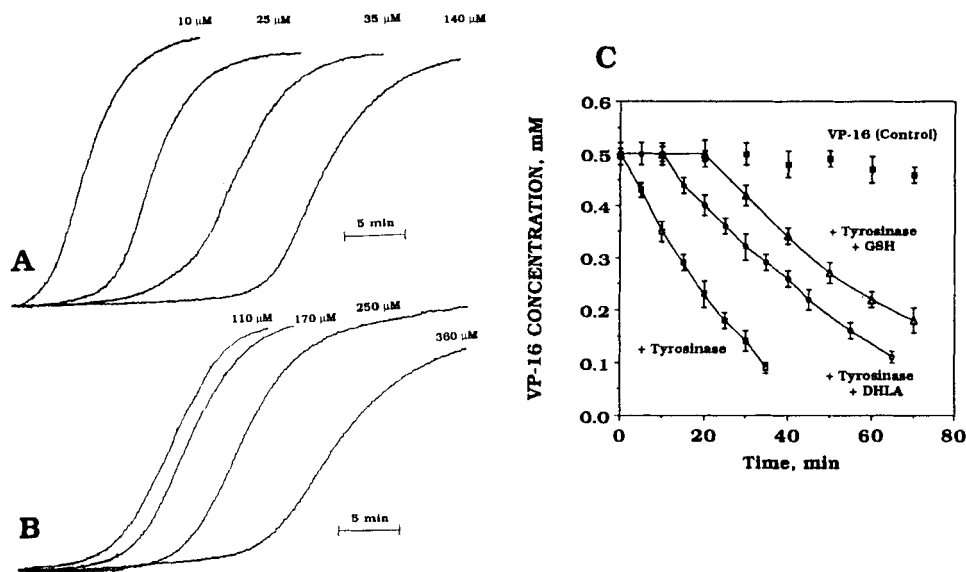 10 µM 25 µM 35 µM 140 µM
A
5 min
110 µM 170 µM 250 µM 360 µM
B
5 min
C
VP-16 CONCENTRATION, mM
0.6
0.5
0.4
0.3
0.2
0.1
0.0
VP-16 (Control)
+ Tyrosinase
+ GSH
+ Tyrosinase
+ Tyrosinase
+ DHLA
0 20 40 60 80
Time, min